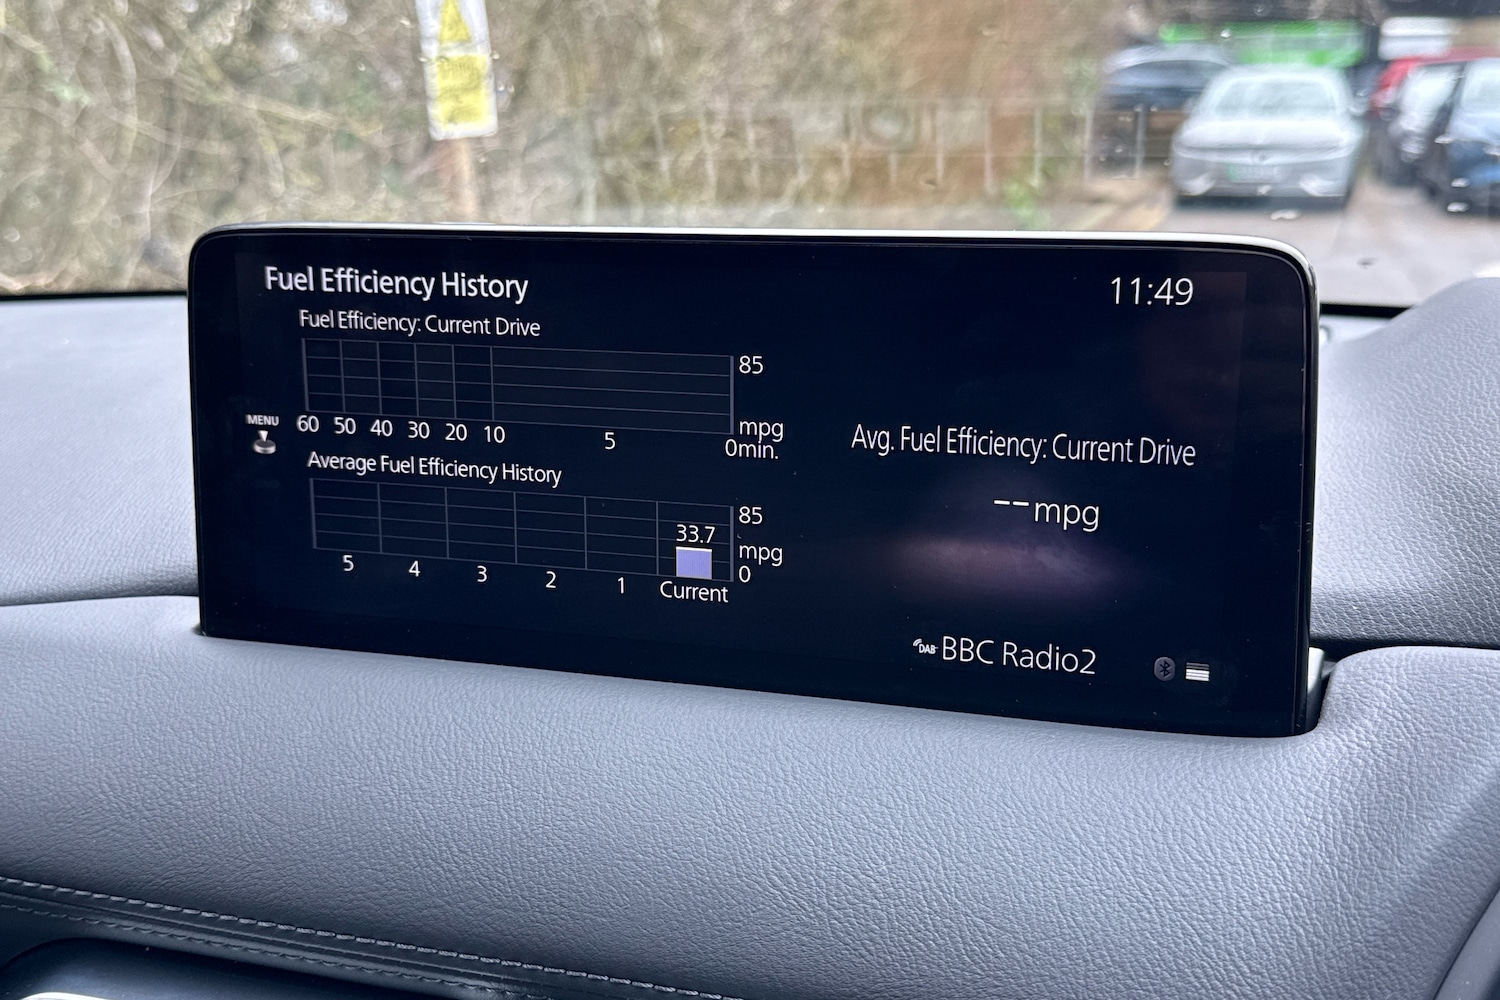 Fuel Efficiency History
11:49
Fuel Efficiency: Current Drive
85
mpg
60 50 40 30 20 10 5 0min.
MENU
Avg. Fuel Efficiency: Current Drive
--mpg
Average Fuel Efficiency History
85
33.7
mpg
0
5 4 3 2 1 Current
DAB BBC Radio2